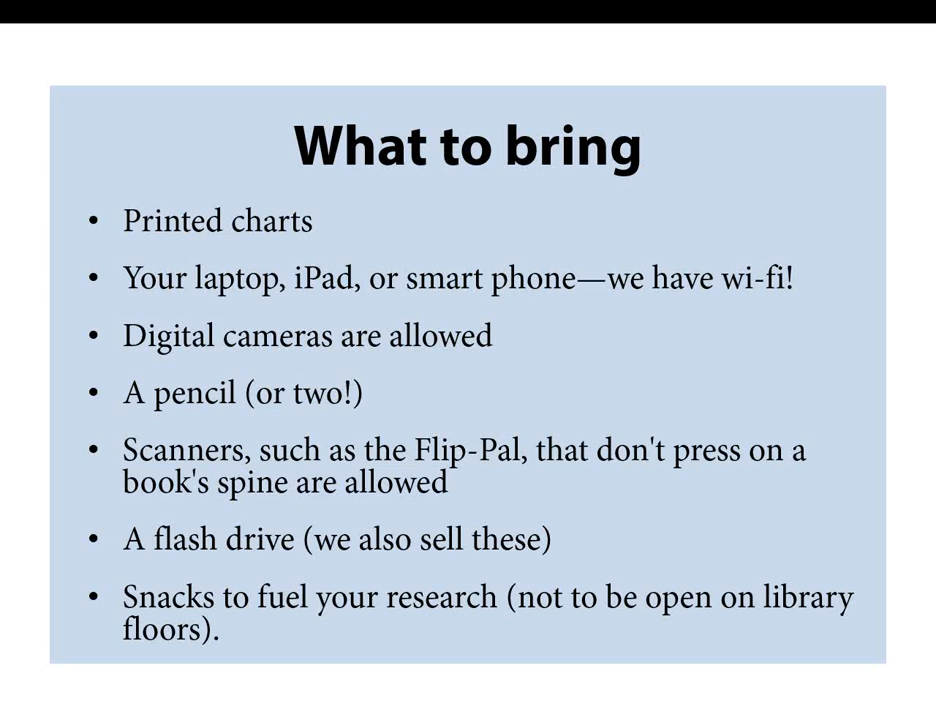 What to bring
• Printed charts
• Your laptop, iPad, or smart phone—we have wi-fi!
• Digital cameras are allowed
• A pencil (or two!)
• Scanners, such as the Flip-Pal, that don't press on a
book's spine are allowed
• A flash drive (we also sell these)
• Snacks to fuel your research (not to be open on library
floors).